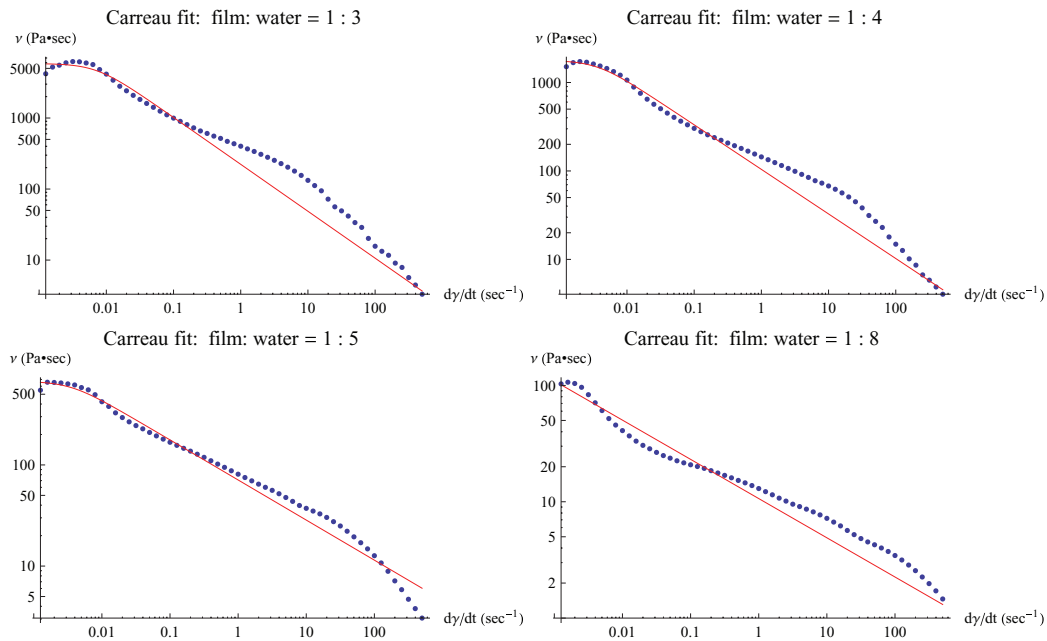 Carreau fit: film: water = 1 : 3
ν (Pa•sec)
5000
1000
500
100
50
10
0.01 0.1 1 10 100
dγ/dt (sec⁻¹)
Carreau fit: film: water = 1 : 4
ν (Pa•sec)
1000
500
200
100
50
20
10
0.01 0.1 1 10 100
dγ/dt (sec⁻¹)
Carreau fit: film: water = 1 : 5
ν (Pa•sec)
500
100
50
10
5
0.01 0.1 1 10 100
dγ/dt (sec⁻¹)
Carreau fit: film: water = 1 : 8
ν (Pa•sec)
100
50
20
10
5
2
0.01 0.1 1 10 100
dγ/dt (sec⁻¹)